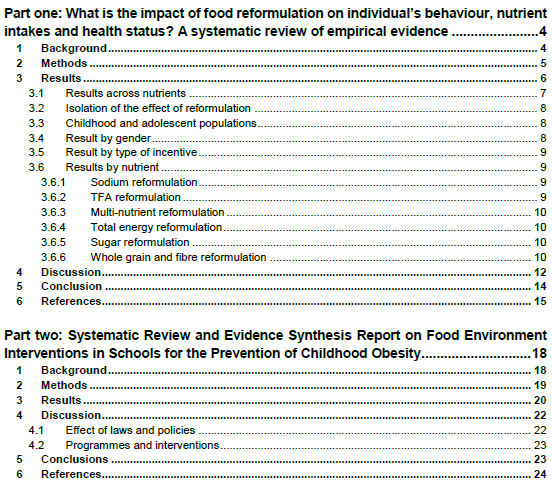 Part one: What is the impact of food reformulation on individual's behaviour, nutrient
intakes and health status? A systematic review of empirical evidence ........................4
1 Background........................................................................................................ 4
2 Methods ............................................................................................................ 5
3 Results .............................................................................................................. 6
3.1 Results across nutrients ............................................................................... 7
3.2 Isolation of the effect of reformulation ........................................................... 8
3.3 Childhood and adolescent populations.......................................................... 8
3.4 Result by gender.......................................................................................... 8
3.5 Result by type of incentive............................................................................ 9
3.6 Results by nutrient ....................................................................................... 9
3.6.1 Sodium reformulation................................................................................ 9
3.6.2 TFA reformulation ..................................................................................... 9
3.6.3 Multi-nutrient reformulation ..................................................................... 10
3.6.4 Total energy reformulation....................................................................... 10
3.6.5 Sugar reformulation ................................................................................ 10
3.6.6 Whole grain and fibre reformulation ........................................................ 10
4 Discussion....................................................................................................... 12
5 Conclusion ...................................................................................................... 14
6 References...................................................................................................... 15
Part two: Systematic Review and Evidence Synthesis Report on Food Environment
Interventions in Schools for the Prevention of Childhood Obesity..............................18
1 Background...................................................................................................... 18
2 Methods .......................................................................................................... 19
3 Results ............................................................................................................ 20
4 Discussion....................................................................................................... 22
4.1 Effect of laws and policies .......................................................................... 22
4.2 Programmes and interventions................................................................... 23
5 Conclusions .................................................................................................... 23
6 References...................................................................................................... 24